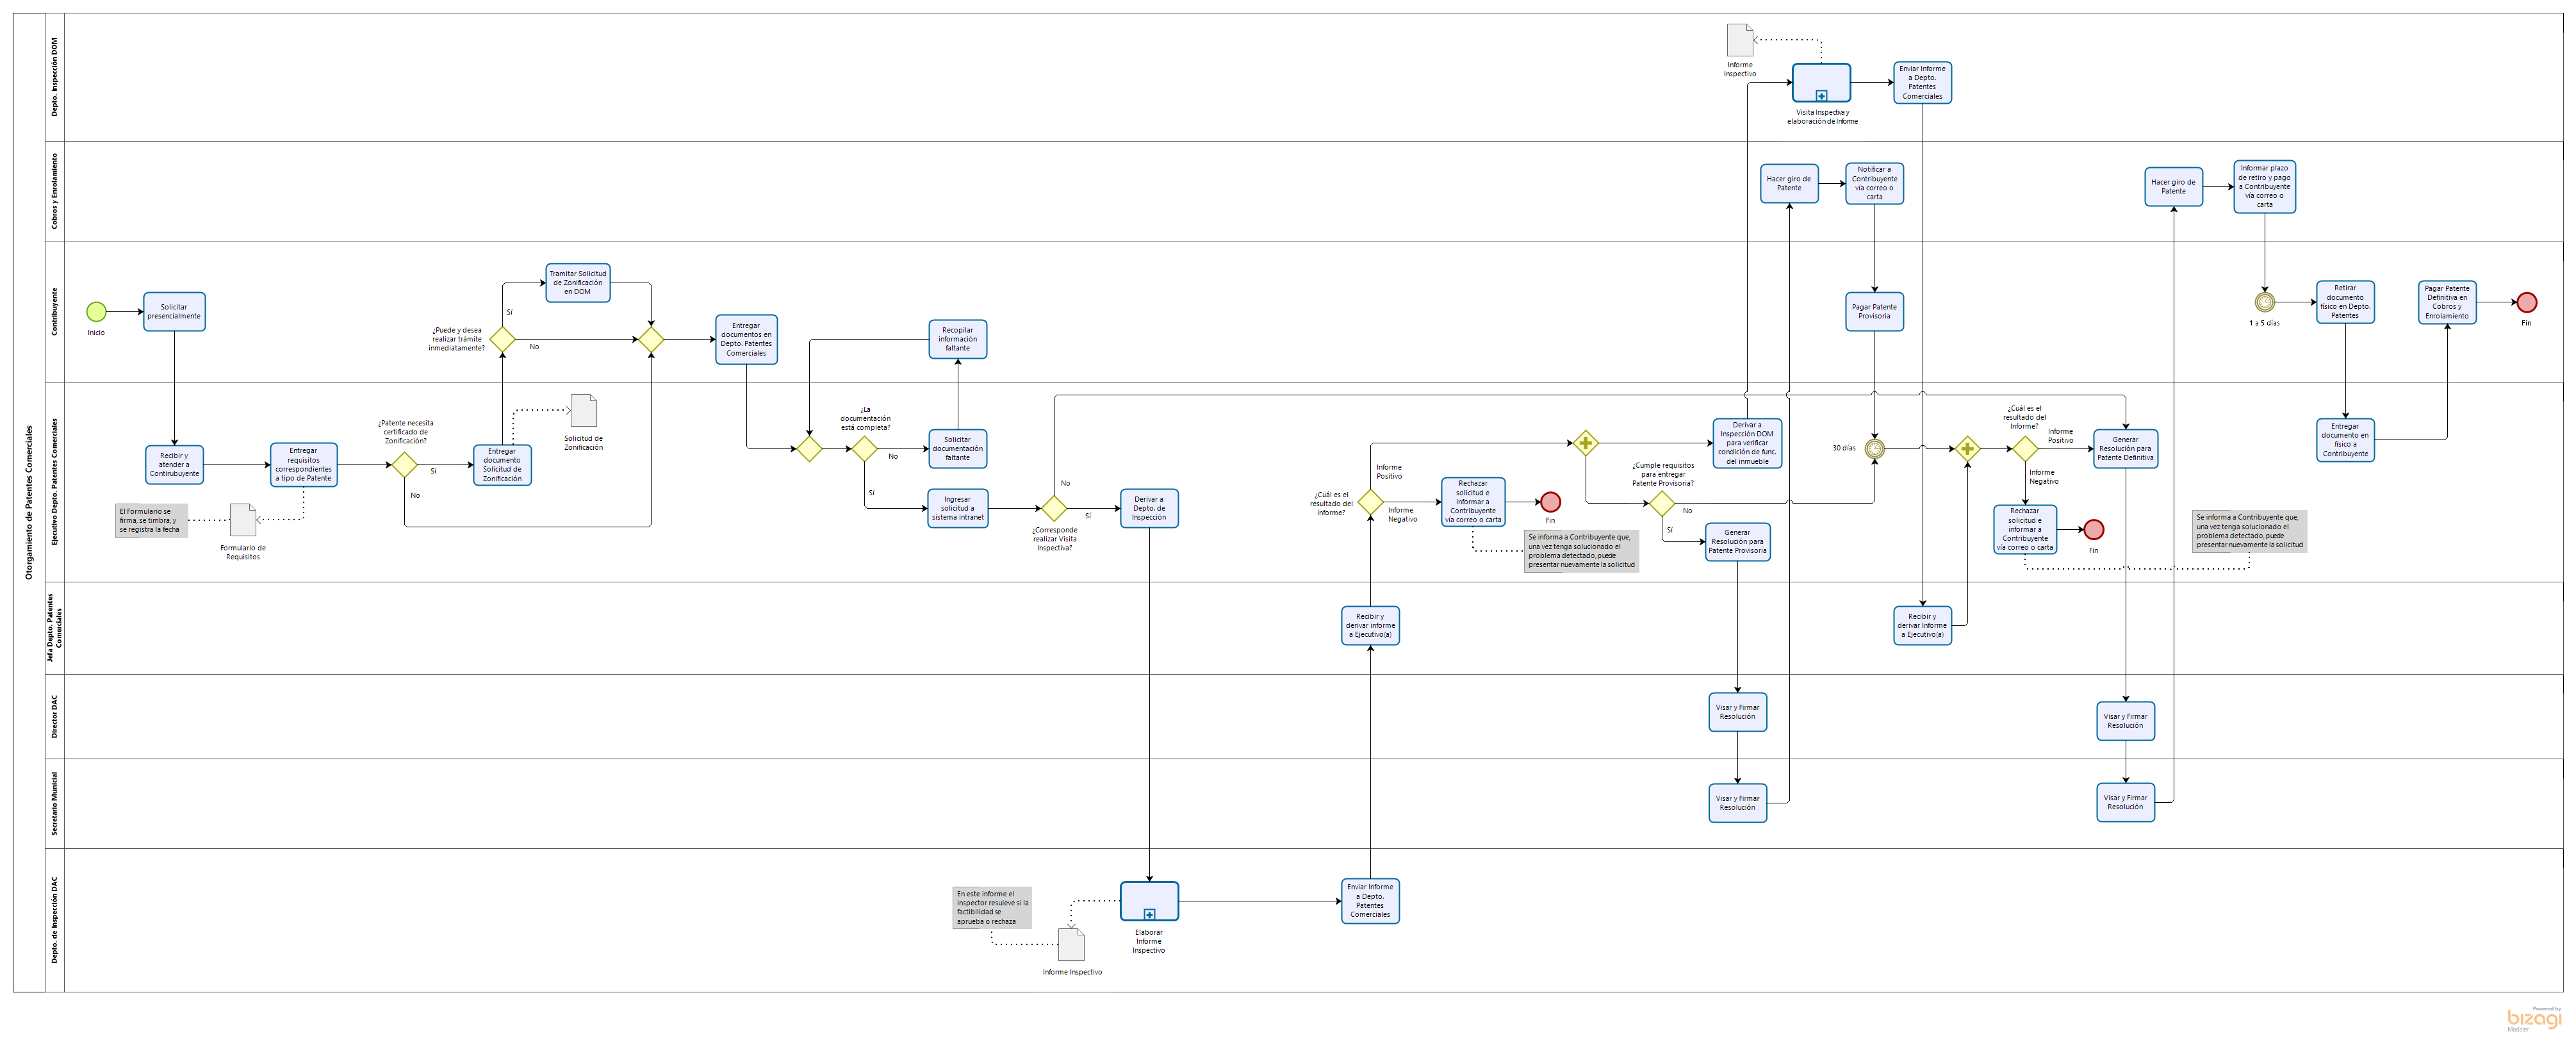 Otorgamiento de Patentes Comerciales
Depto. Inspección DOM
Informe
Inspectivo
Visita Inspectiva y
elaboración de Informe
Enviar Informe
a Depto.
Patentes
Comerciales
Cobros y Enrolamiento
Hacer giro de
Patente
Notificar a
Contribuyente
vía correo o
carta
Hacer giro de
Patente
Informar plazo
de retiro y pago
a Contribuyente
vía correo o
carta
Contribuyente
Inicio
Solicitar
presencialmente
¿Puede y desea
realizar trámite
inmediatamente?
Sí
No
Tramitar Solicitud
de Zonificación
en DOM
Entregar
documentos en
Depto. Patentes
Comerciales
Recopilar
información
faltante
Pagar Patente
Provisoria
1 a 5 días
Retirar
documento
físico en Depto.
Patentes
Pagar Patente
Definitiva en
Cobros y
Enrolamiento
Fin
Ejecutivo Depto. Patentes Comerciales
Recibir y
atender a
Contirubuyente
Entregar
requisitos
correspondientes
a tipo de Patente
El Formulario se
firma, se timbra, y
se registra la fecha
Formulario de
Requisitos
¿Patente necesita
certificado de
Zonificación?
Sí
No
Entregar
documento
Solicitud de
Zonificación
Solicitud de
Zonificación
¿La
documentación
está completa?
No
Sí
Solicitar
documentación
faltante
Ingresar
solicitud a
sistema intranet
No
Sí
¿Corresponde
realizar Visita
Inspectiva?
Derivar a
Depto. de
Inspección
¿Cuál es el
resultado del
informe?
Informe
Positivo
Informe
Negativo
Rechazar
solicitud e
informar a
Contribuyente
vía correo o carta
Fin
Se informa a Contribuyente que,
una vez tenga solucionado el
problema detectado, puede
presentar nuevamente la solicitud
¿Cumple requisitos
para entregar
Patente Provisoria?
No
Sí
Derivar a
Inspección DOM
para verificar
condición de func.
del inmueble
Generar
Resolución para
Patente Provisoria
30 días
¿Cuál es el
resultado del
Informe?
Informe
Positivo
Informe
Negativo
Generar
Resolución para
Patente Definitiva
Rechazar
solicitud e
informar a
Contribuyente
vía correo o carta
Fin
Se informa a Contribuyente que,
una vez tenga solucionado el
problema detectado, puede
presentar nuevamente la solicitud
Entregar
documento en
físico a
Contribuyente
Jefa Depto. Patentes
Comerciales
Recibir y
derivar informe
a Ejecutivo(a)
Recibir y
derivar Informe
a Ejecutivo(a)
Director DAC
Visar y Firmar
Resolución
Visar y Firmar
Resolución
Secretario Municial
Visar y Firmar
Resolución
Visar y Firmar
Resolución
Depto. de Inspección DAC
En este informe el
inspector resuleve si la
factibilidad se
aprueba o rechaza
Informe Inspectivo
Elaborar
Informe
Inspectivo
Enviar Informe
a Depto.
Patentes
Comerciales
Powered by
bizagi
Modeler